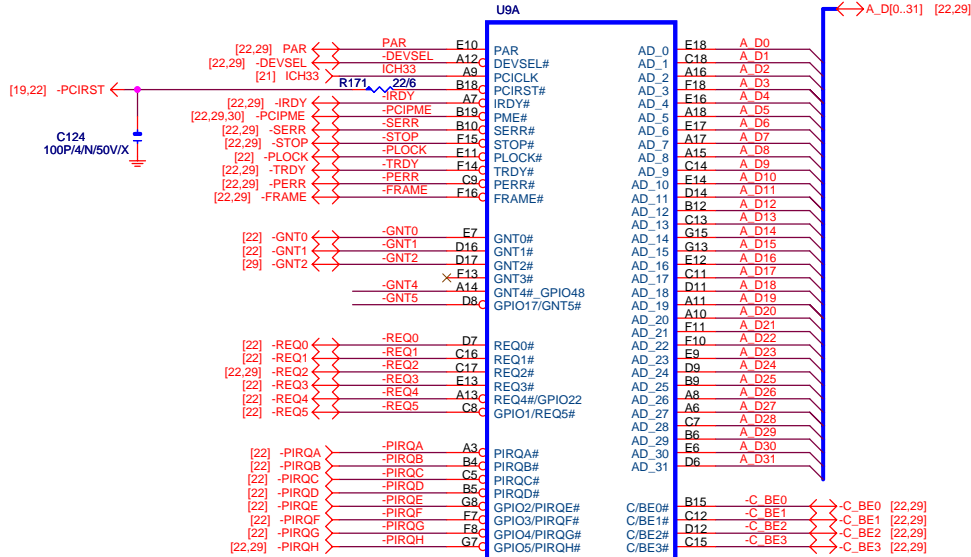 U9A
A_D[0..31] [22,29]
[22,29] PAR PAR E10 PAR AD_0 E18 A_D0
[22,29] -DEVSEL -DEVSEL A12 DEVSEL# AD_1 C18 A_D1
[21] ICH33 ICH33 A9 PCICLK AD_2 A16 A_D2
[19,22] -PCIRST R171 22/6 B18 PCIRST# AD_3 F18 A_D3
[22,29] -IRDY -IRDY A7 IRDY# AD_4 E16 A_D4
[22,29,30] -PCIPME -PCIPME B19 PME# AD_5 A18 A_D5
[22,29] -SERR -SERR B10 SERR# AD_6 E17 A_D6
[22,29] -STOP -STOP F15 STOP# AD_7 A17 A_D7
[22] -PLOCK -PLOCK E11 PLOCK# AD_8 A15 A_D8
[22,29] -TRDY -TRDY F14 TRDY# AD_9 C14 A_D9
[22,29] -PERR -PERR C9 PERR# AD_10 E14 A_D10
[22,29] -FRAME -FRAME F16 FRAME# AD_11 D14 A_D11
C124
100P/4/N/50V/X
AD_12 B12 A_D12
AD_13 C13 A_D13
[22] -GNT0 -GNT0 E7 GNT0# AD_14 G15 A_D14
[22] -GNT1 -GNT1 D16 GNT1# AD_15 G13 A_D15
[29] -GNT2 -GNT2 D17 GNT2# AD_16 E12 A_D16
F13 GNT3# AD_17 C11 A_D17
-GNT4 A14 GNT4#_GPIO48 AD_18 D11 A_D18
-GNT5 D8 GPIO17/GNT5# AD_19 A11 A_D19
AD_20 A10 A_D20
AD_21 F11 A_D21
[22] -REQ0 -REQ0 D7 REQ0# AD_22 F10 A_D22
[22] -REQ1 -REQ1 C16 REQ1# AD_23 E9 A_D23
[22,29] -REQ2 -REQ2 C17 REQ2# AD_24 D9 A_D24
[22] -REQ3 -REQ3 E13 REQ3# AD_25 B9 A_D25
[22] -REQ4 -REQ4 A13 REQ4#/GPIO22 AD_26 A8 A_D26
[22] -REQ5 -REQ5 C8 GPIO1/REQ5# AD_27 A6 A_D27
AD_28 C7 A_D28
AD_29 B6 A_D29
[22] -PIRQA -PIRQA A3 PIRQA# AD_30 E6 A_D30
[22] -PIRQB -PIRQB B4 PIRQB# AD_31 D6 A_D31
[22] -PIRQC -PIRQC C5 PIRQC#
[22] -PIRQD -PIRQD B5 PIRQD#
[22] -PIRQE -PIRQE G8 GPIO2/PIRQE# C/BE0# B15 -C_BE0 -C_BE0 [22,29]
[22] -PIRQF -PIRQF F7 GPIO3/PIRQF# C/BE1# C12 -C_BE1 -C_BE1 [22,29]
[22] -PIRQG -PIRQG F8 GPIO4/PIRQG# C/BE2# D12 -C_BE2 -C_BE2 [22,29]
[22,29] -PIRQH -PIRQH G7 GPIO5/PIRQH# C/BE3# C15 -C_BE3 -C_BE3 [22,29]